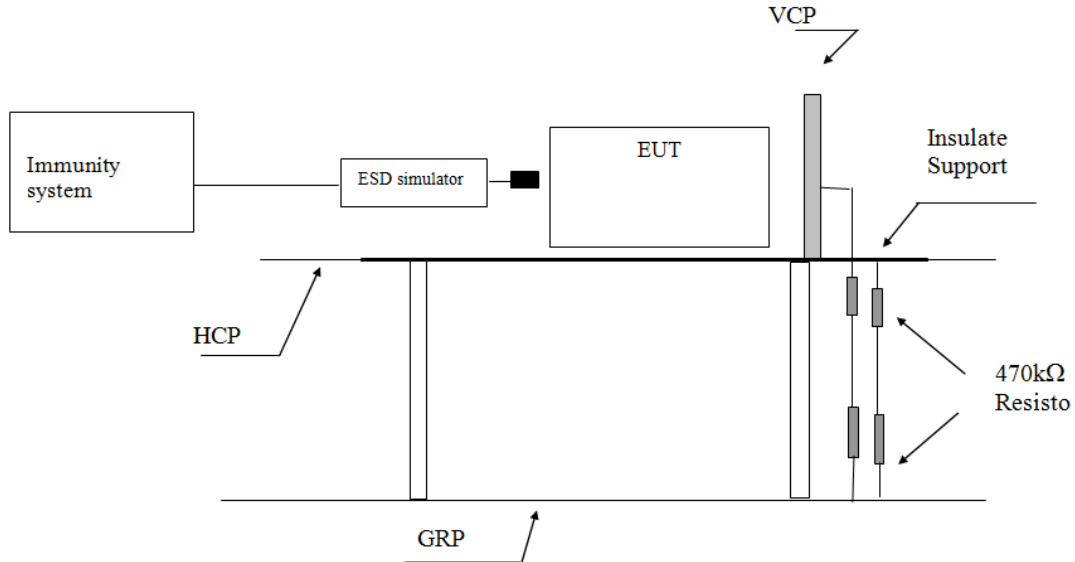 VCP
Insulate
Support
EUT
Immunity
system
ESD simulator
HCP
470kΩ
Resisto
GRP